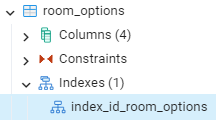 room_options
Columns (4)
Constraints
Indexes (1)
index_id_room_options